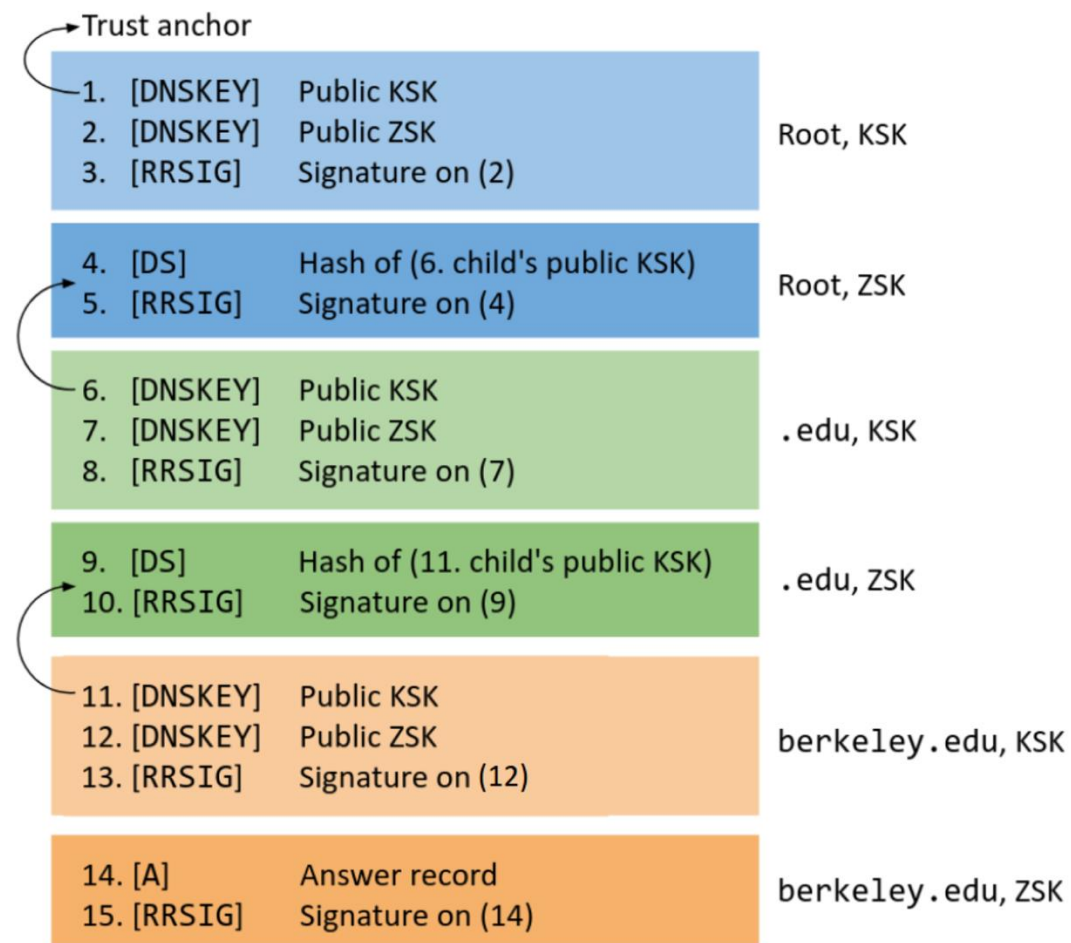 Trust anchor
1. [DNSKEY] Public KSK
2. [DNSKEY] Public ZSK
3. [RRSIG] Signature on (2)
Root, KSK
4. [DS] Hash of (6. child's public KSK)
5. [RRSIG] Signature on (4)
Root, ZSK
6. [DNSKEY] Public KSK
7. [DNSKEY] Public ZSK
8. [RRSIG] Signature on (7)
.edu, KSK
9. [DS] Hash of (11. child's public KSK)
10. [RRSIG] Signature on (9)
.edu, ZSK
11. [DNSKEY] Public KSK
12. [DNSKEY] Public ZSK
13. [RRSIG] Signature on (12)
berkeley.edu, KSK
14. [A] Answer record
15. [RRSIG] Signature on (14)
berkeley.edu, ZSK